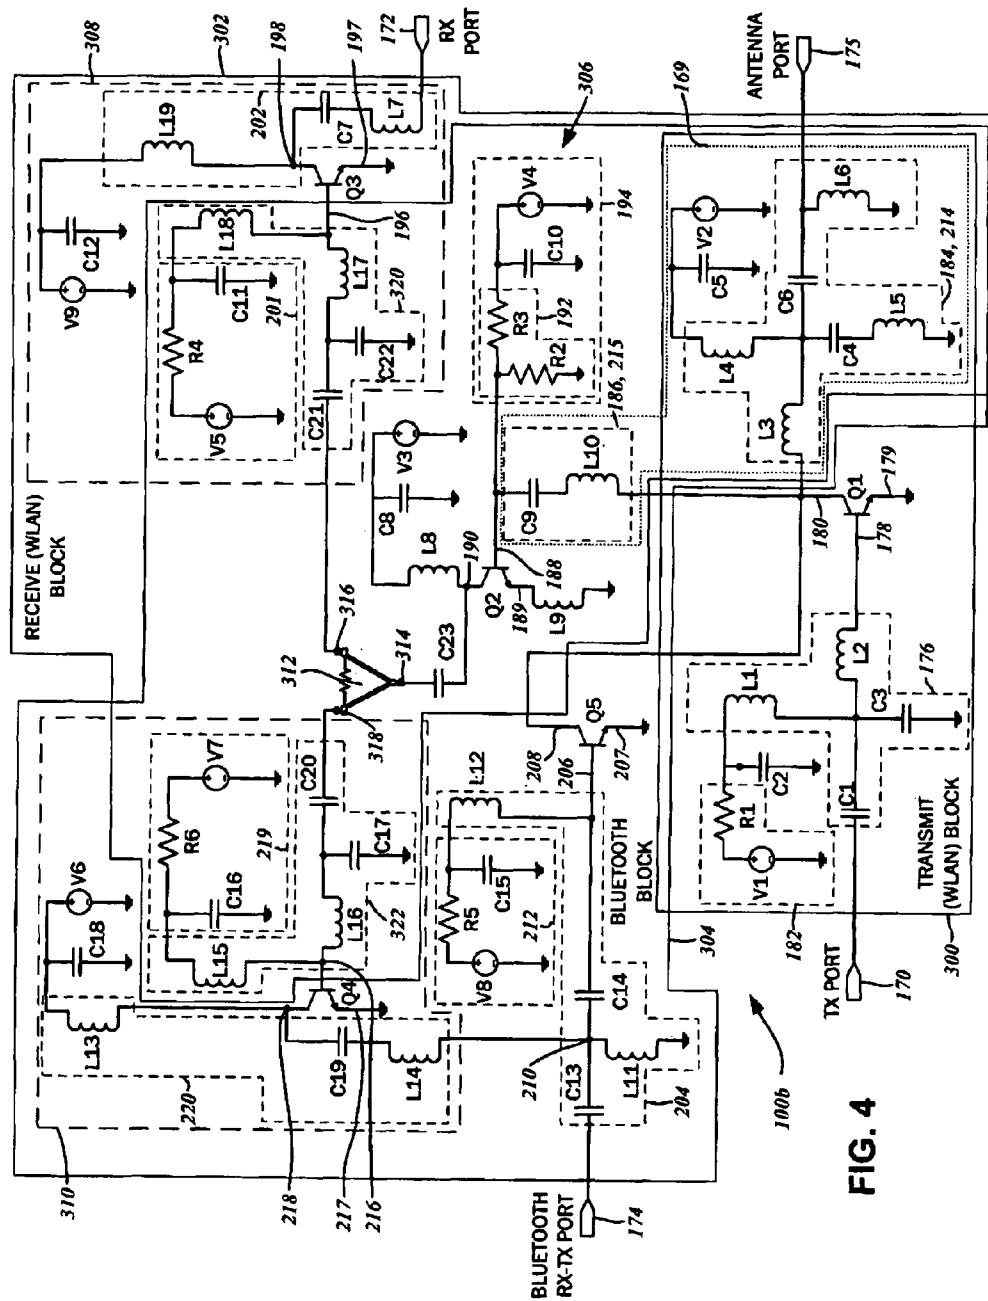 308
302
198
172
RX
PORT
197
202
L19
C7
L7
Q3
C12
V9
196
L18
C11
201
R4
V5
L17
320
C22
C21
RECEIVE (WLAN)
BLOCK
306
V4
194
C10
R3
192
R2
186, 215
L10
C9
V3
C8
L8
190
188
Q2
189
L9
ANTENNA
PORT
175
169
V2
C5
L6
184, 214
C6
L5
L4
C4
L3
180
Q1
179
178
316
312
314
318
C23
Q5
208
206
207
L12
C20
V7
R6
219
C16
C17
L16
322
V6
C18
L15
L13
Q4
R5
C15
212
V8
BLUETOOTH
BLOCK
C14
C19
L14
210
C13
L11
204
220
310
218
217
216
BLUETOOTH
RX-TX PORT
174
L1
L2
176
C3
C2
R1
C1
V1
TRANSMIT
(WLAN) BLOCK
182
300
304
TX PORT
170
100b
FIG. 4